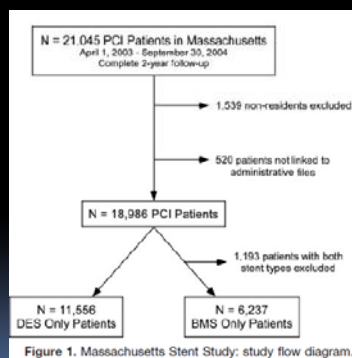 N = 21,045 PCI Patients in Massachusetts
April 1, 2003 - September 30, 2004
Complete 2-year follow-up
1,539 non-residents excluded
520 patients not linked to
administrative files
N = 18,986 PCI Patients
1,193 patients with both
stent types excluded
N = 11,556
DES Only Patients
N = 6,237
BMS Only Patients
Figure 1. Massachusetts Stent Study: study flow diagram.